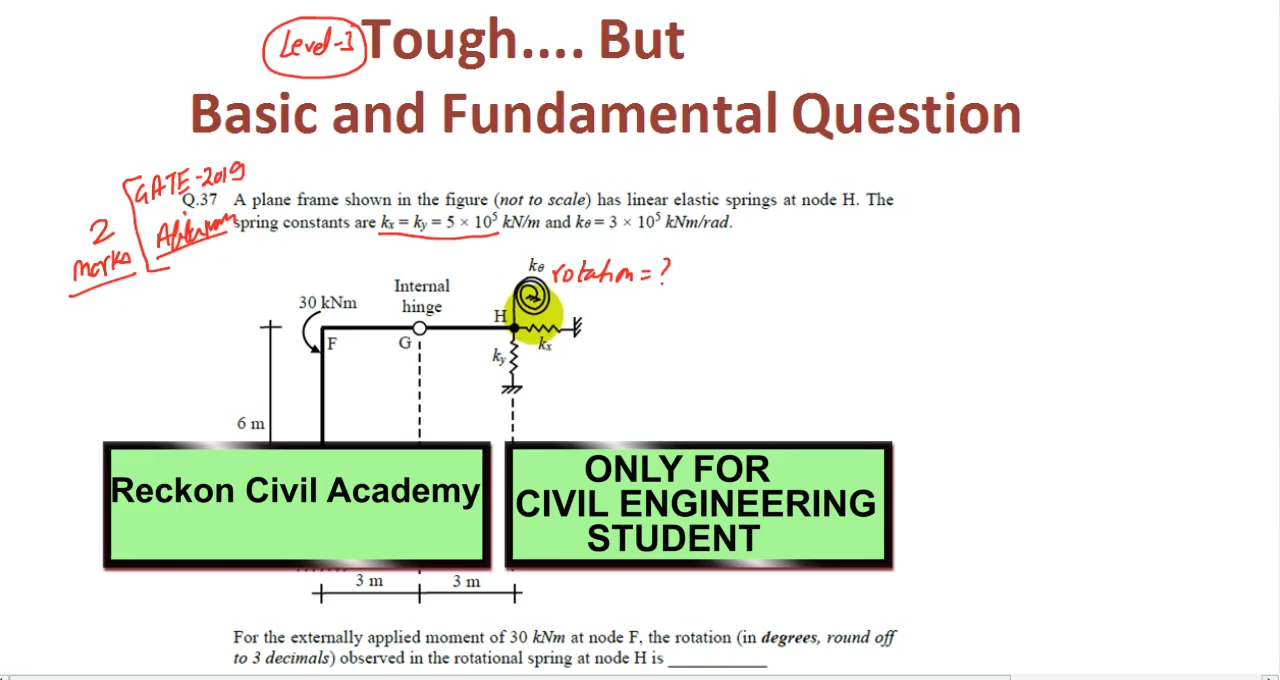 Level-1 Tough.... But
Basic and Fundamental Question
GATE-2019
Q.37 A plane frame shown in the figure (not to scale) has linear elastic springs at node H. The
spring constants are kx = ky = 5 × 10⁵ kN/m and kθ = 3 × 10⁵ kNm/rad.
2
marks
kθ rotation = ?
Internal
hinge
30 kNm
H
F
G
kx
ky
6 m
Reckon Civil Academy
ONLY FOR
CIVIL ENGINEERING
STUDENT
3 m 3 m
For the externally applied moment of 30 kNm at node F, the rotation (in degrees, round off
to 3 decimals) observed in the rotational spring at node H is __________